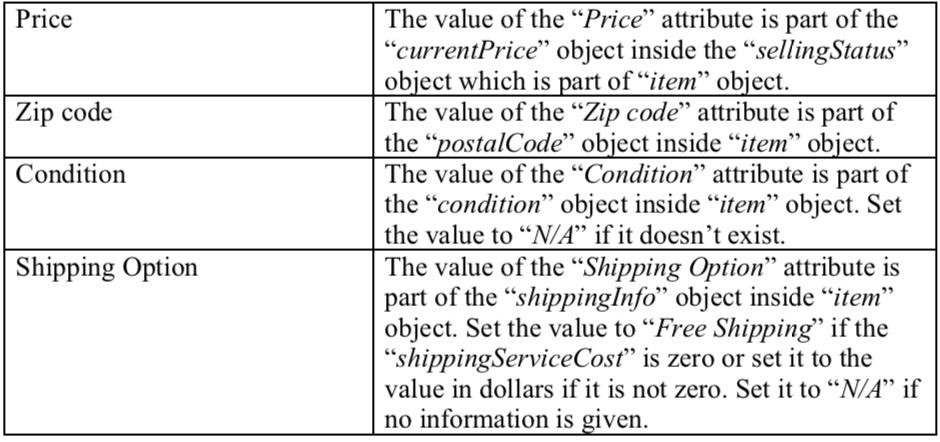 Price
The value of the “Price” attribute is part of the
“currentPrice” object inside the “sellingStatus”
object which is part of “item” object.
Zip code
The value of the “Zip code” attribute is part of
the “postalCode” object inside “item” object.
Condition
The value of the “Condition” attribute is part of
the “condition” object inside “item” object. Set
the value to “N/A” if it doesn’t exist.
Shipping Option
The value of the “Shipping Option” attribute is
part of the “shippingInfo” object inside “item”
object. Set the value to “Free Shipping” if the
“shippingServiceCost” is zero or set it to the
value in dollars if it is not zero. Set it to “N/A” if
no information is given.